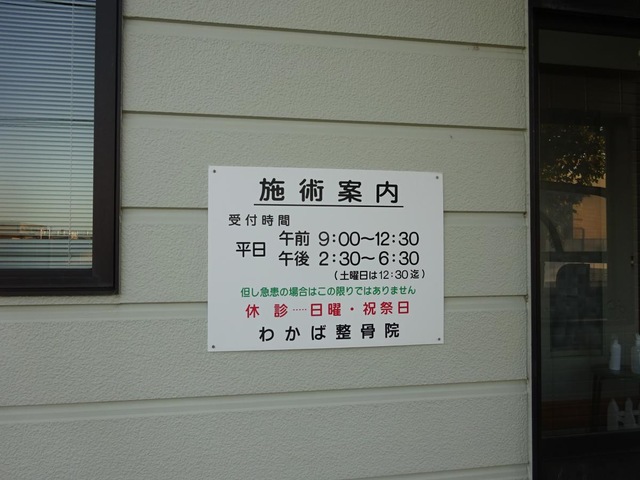 施術案内
受付時間
平日 午前 9:00～12:30
午後 2:30～6:30
(土曜日は12:30迄)
但し急患の場合はこの限りではありません
休診……日曜・祝祭日
わかば整骨院